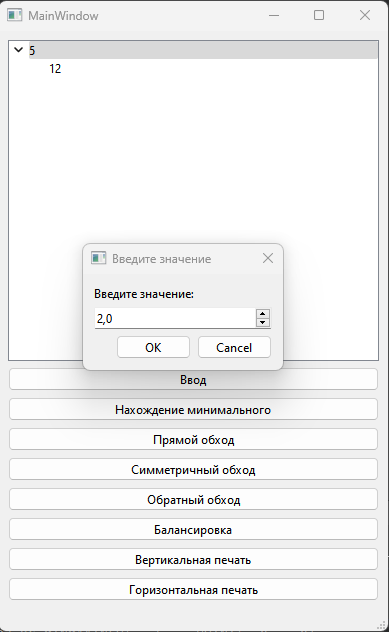 MainWindow
5
12
Введите значение
Введите значение:
2,0
OK
Cancel
Ввод
Нахождение минимального
Прямой обход
Симметричный обход
Обратный обход
Балансировка
Вертикальная печать
Горизонтальная печать